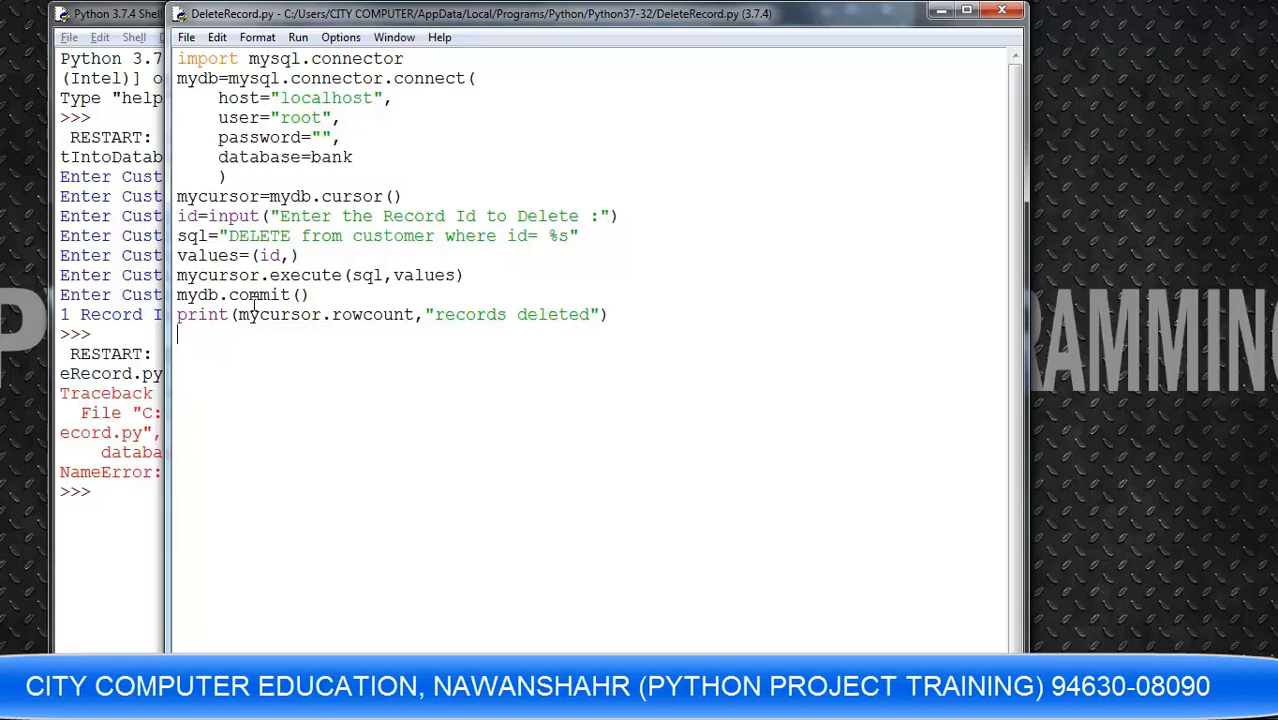 Python 3.7.4 Shell
DeleteRecord.py - C:/Users/CITY COMPUTER/AppData/Local/Programs/Python/Python37-32/DeleteRecord.py (3.7.4)
File Edit Shell
File Edit Format Run Options Window Help
Python 3.7
(Intel)] o
Type "help
>>>
RESTART:
tIntoDatab
Enter Cust
Enter Cust
Enter Cust
Enter Cust
Enter Cust
Enter Cust
Enter Cust
1 Record I
>>>
RESTART:
eRecord.py
Traceback
File "C:
ecord.py",
databa
NameError:
>>>
import mysql.connector
mydb=mysql.connector.connect(
host="localhost",
user="root",
password="",
database=bank
)
mycursor=mydb.cursor()
id=input("Enter the Record Id to Delete :")
sql="DELETE from customer where id= %s"
values=(id,)
mycursor.execute(sql,values)
mydb.commit()
print(mycursor.rowcount,"records deleted")
RAMMING
CITY COMPUTER EDUCATION, NAWANSHAHR (PYTHON PROJECT TRAINING) 94630-08090